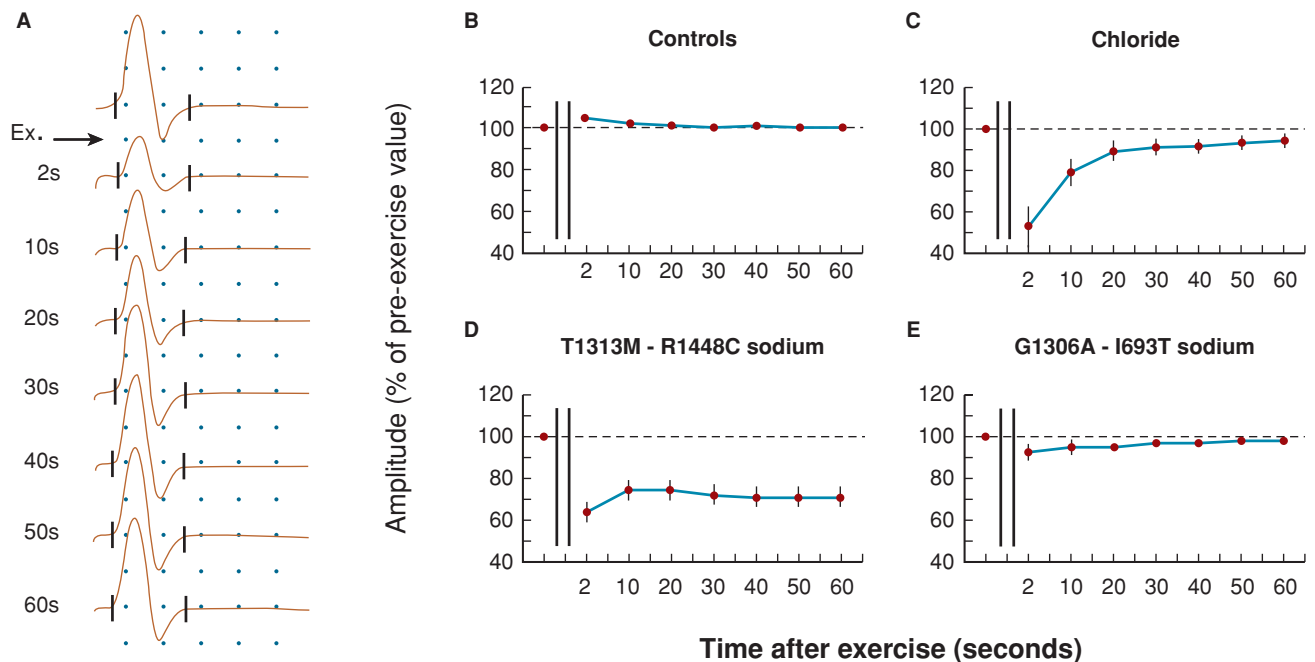 A
Ex.
2s
10s
20s
30s
40s
50s
60s
Amplitude (% of pre-exercise value)
B
Controls
120
100
80
60
40
2 10 20 30 40 50 60
C
Chloride
120
100
80
60
40
2 10 20 30 40 50 60
D
T1313M - R1448C sodium
120
100
80
60
40
2 10 20 30 40 50 60
E
G1306A - I693T sodium
120
100
80
60
40
2 10 20 30 40 50 60
Time after exercise (seconds)